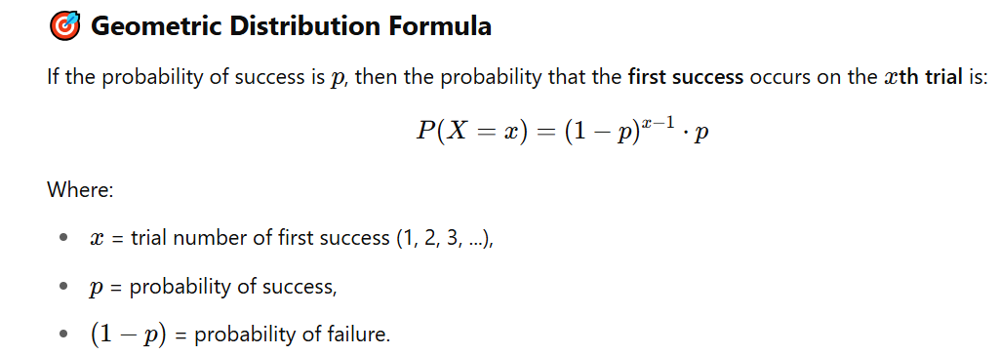 🎯 Geometric Distribution Formula
If the probability of success is p, then the probability that the first success occurs on the xth trial is:
P(X = x) = (1 − p)^{x−1} · p
Where:
• x = trial number of first success (1, 2, 3, ...),
• p = probability of success,
• (1 − p) = probability of failure.